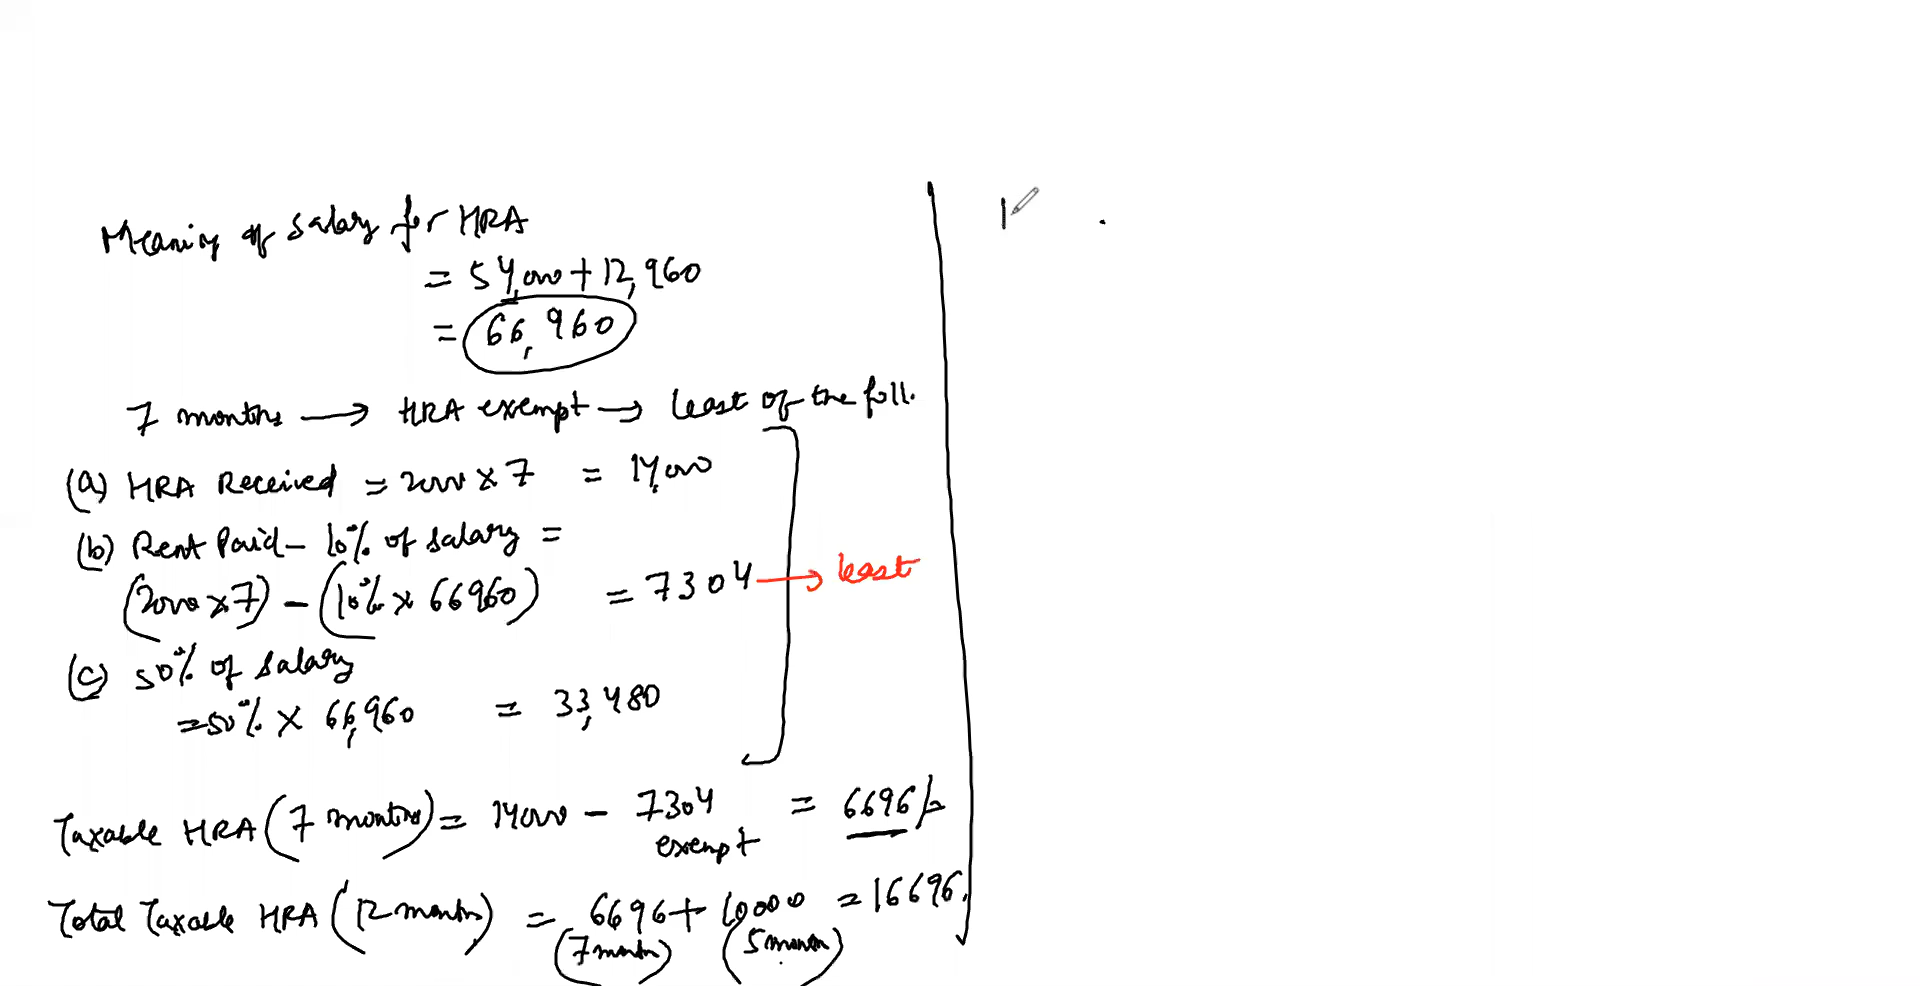 Meaning of salary for HRA
= 54,000 + 12,960
= 66,960
7 months → HRA exempt → least of the foll.
(a) HRA Received = 2000 × 7 = 14,000
(b) Rent Paid – 10% of salary =
(2000 × 7) – (10% × 66960) = 7304 → least
(c) 50% of salary
= 50% × 66,960 = 33,480
Taxable HRA (7 months) = 14000 – 7304 = 6696/-
exempt
Total Taxable HRA (12 months) = 6696 + 10000 = 16696.
(7 months) (5 months)